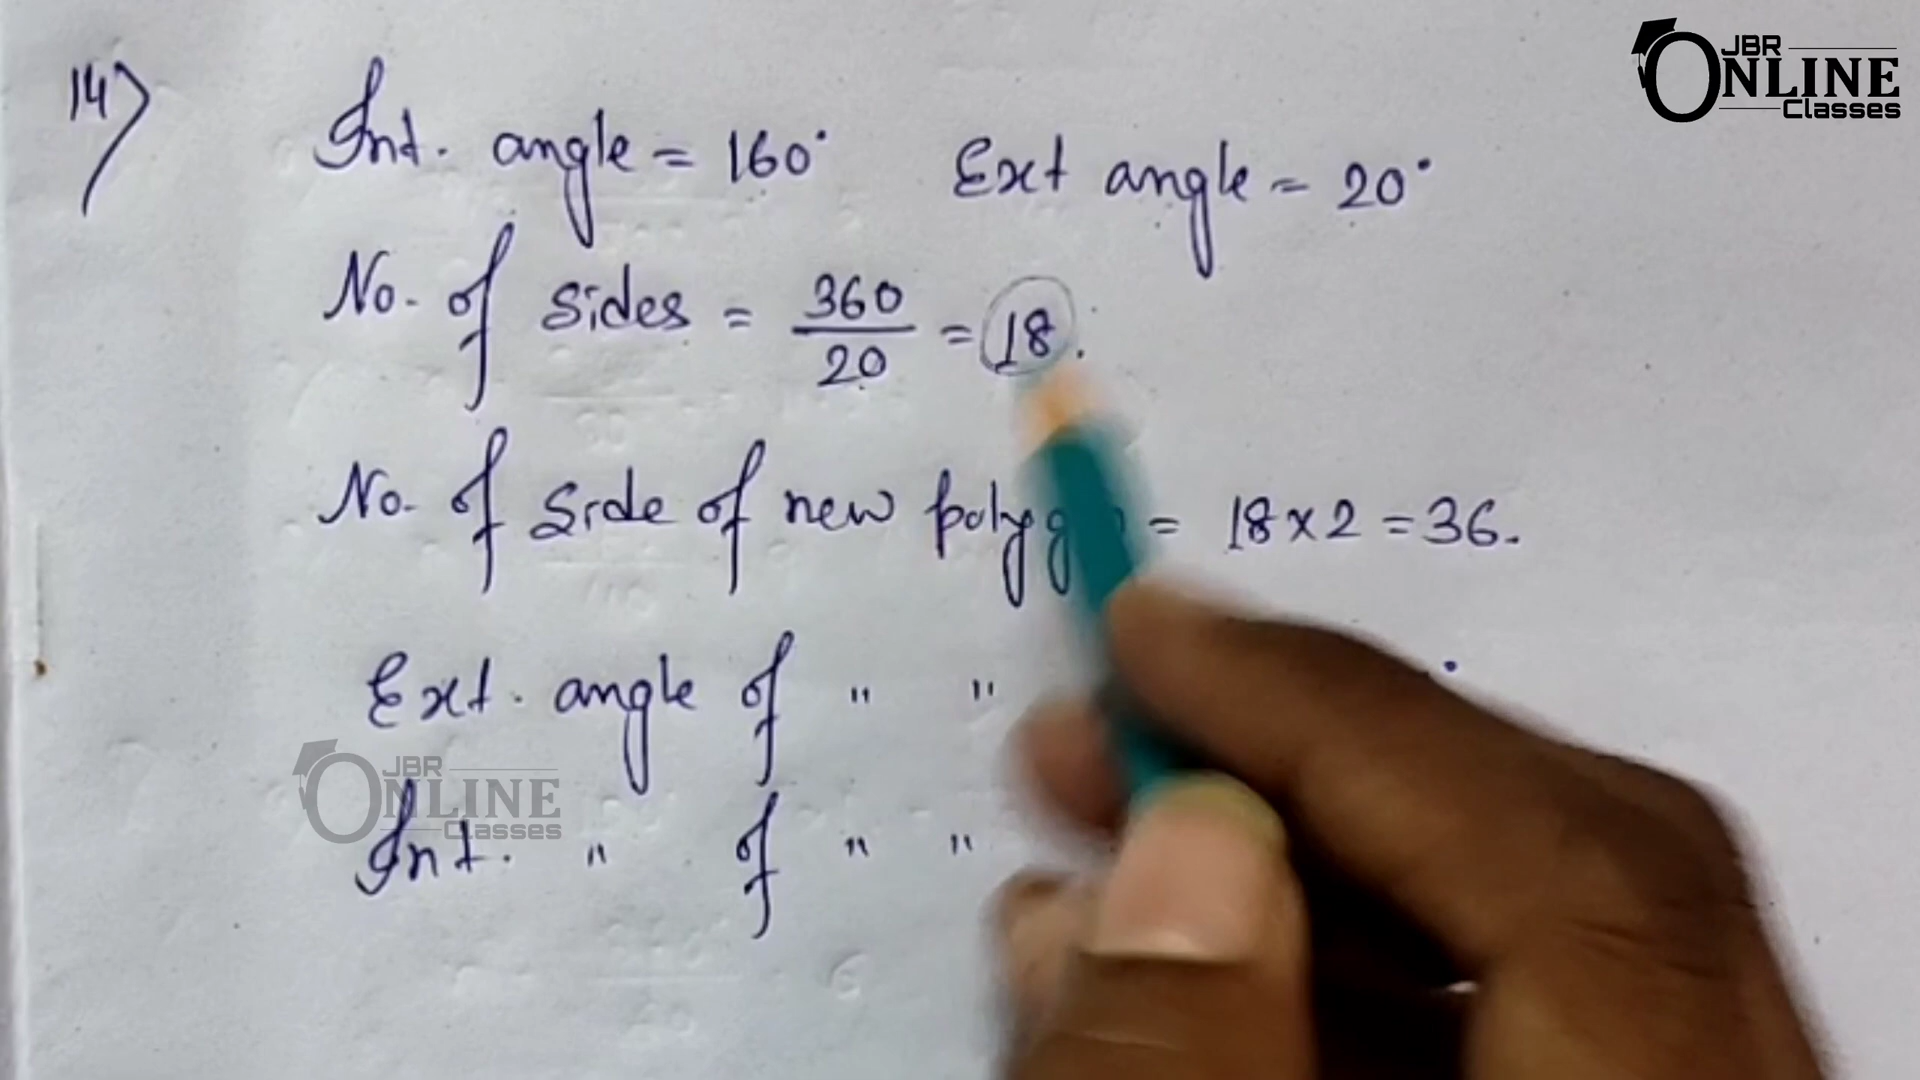 JBR
ONLINE
Classes
14)
Int. angle = 160° Ext angle = 20°
No. of sides = 360/20 = 18.
No. of side of new = 18×2 = 36.
Ext. angle of " "
JBR
ONLINE
Classes
Int. " of " "